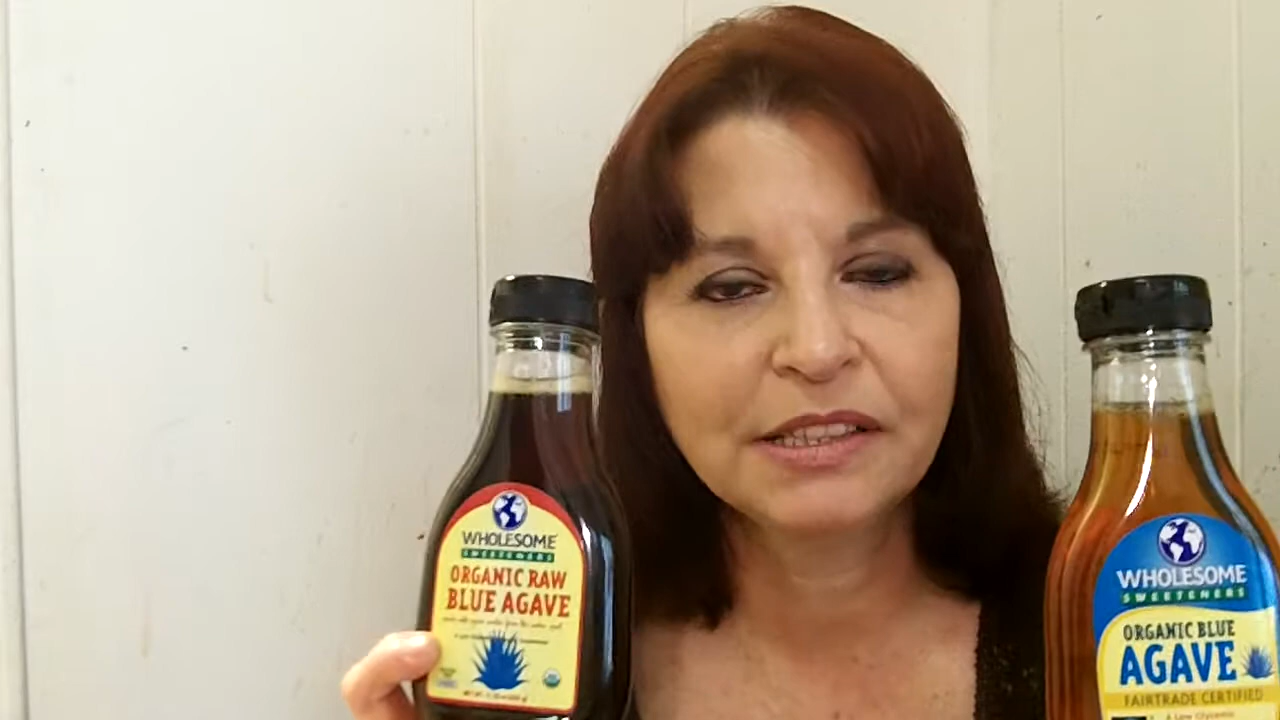 WHOLESOME
SWEETENERS
ORGANIC RAW
BLUE AGAVE
WHOLESOME
SWEETENERS
ORGANIC BLUE
AGAVE
FAIRTRADE CERTIFIED